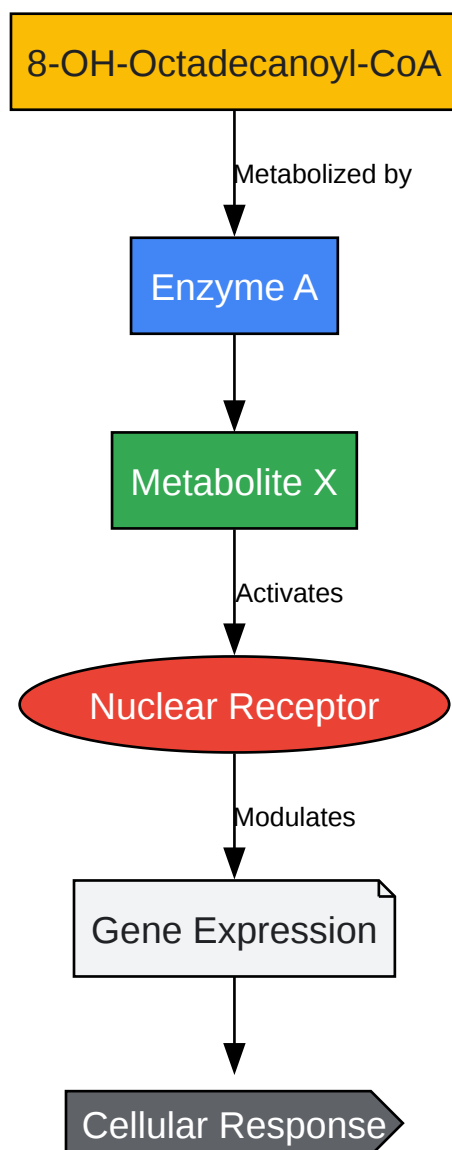 8-OH-Octadecanoyl-CoA
Metabolized by
Enzyme A
Metabolite X
Activates
Nuclear Receptor
Modulates
Gene Expression
Cellular Response